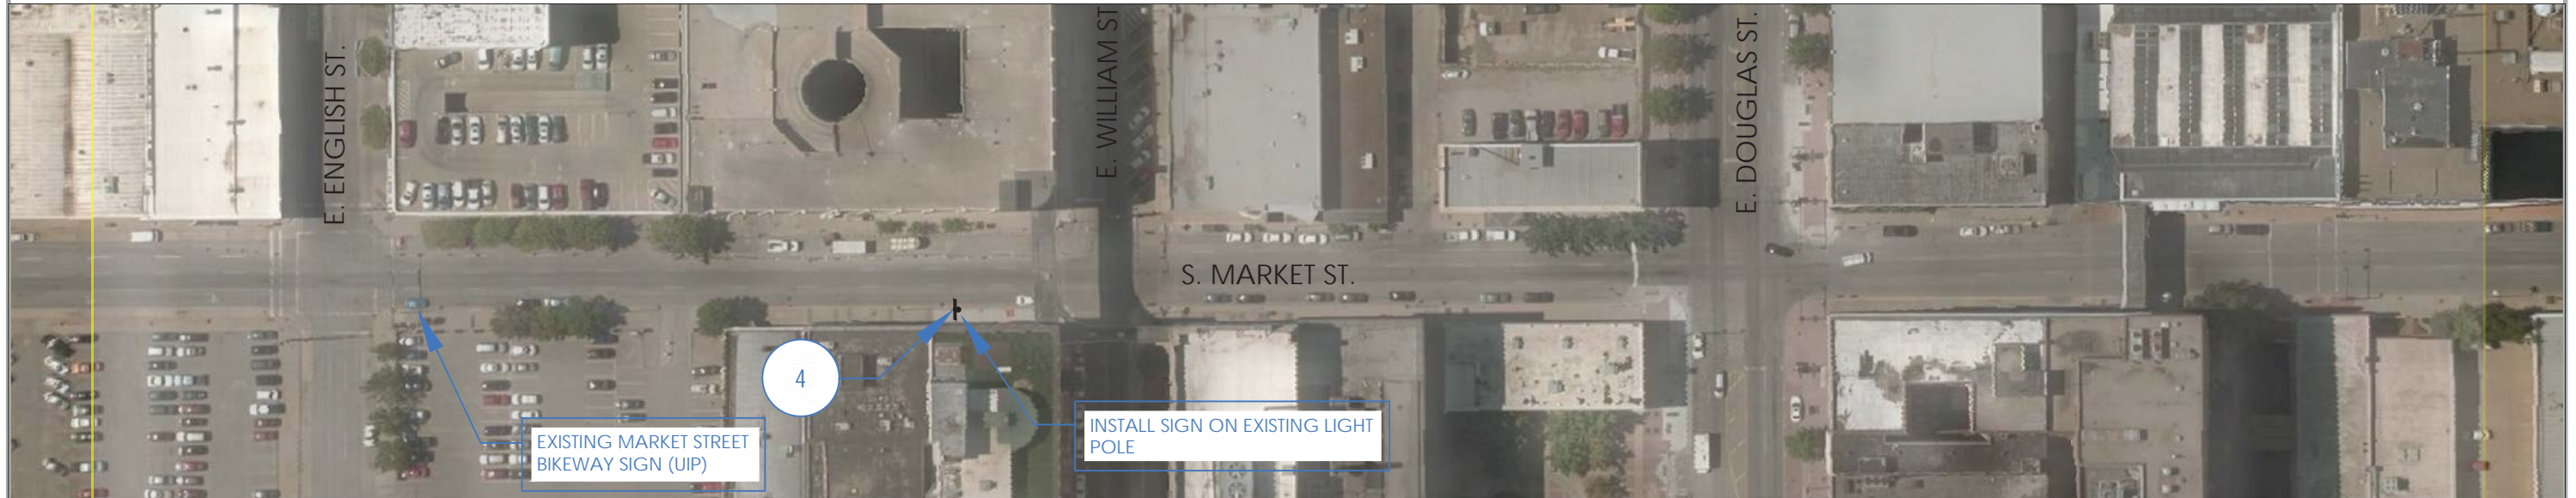 E. ENGLISH ST.
E. WILLIAM ST
E. DOUGLAS ST.
S. MARKET ST.
4
EXISTING MARKET STREET
BIKEWAY SIGN (UIP)
INSTALL SIGN ON EXISTING LIGHT
POLE